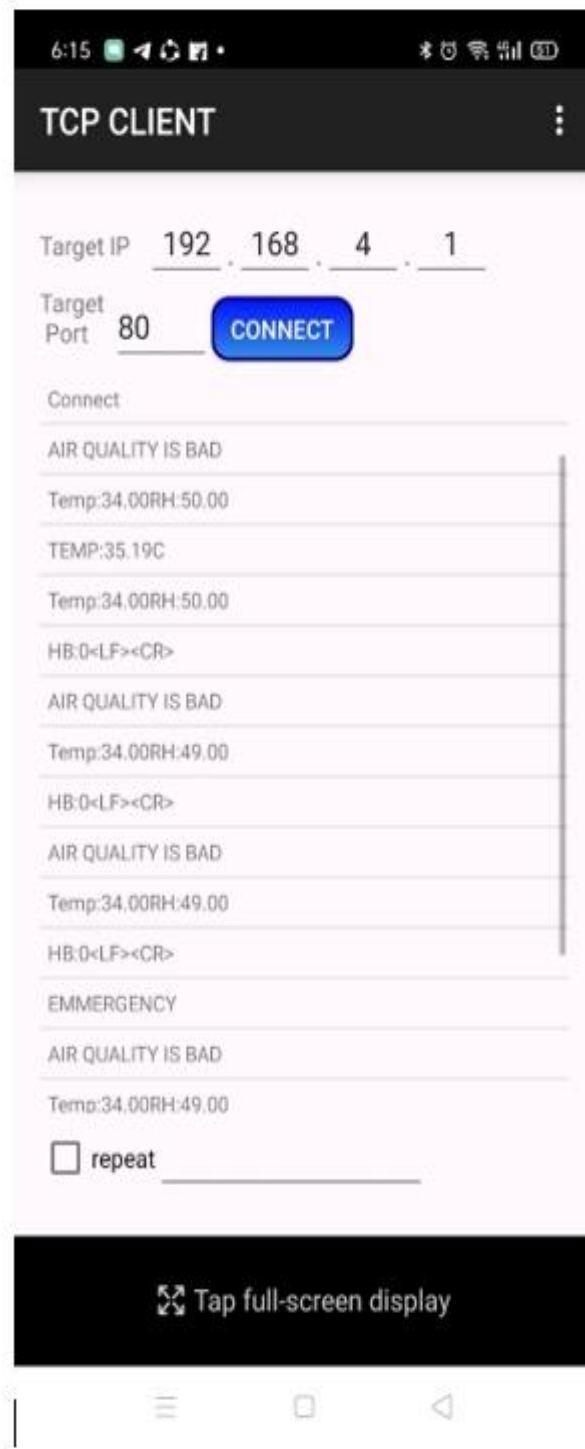 6:15
TCP CLIENT
Target IP 192 . 168 . 4 . 1
Target
Port 80 CONNECT
Connect
AIR QUALITY IS BAD
Temp:34.00RH:50.00
TEMP:35.19C
Temp:34.00RH:50.00
HB:0<LF><CR>
AIR QUALITY IS BAD
Temp:34.00RH:49.00
HB:0<LF><CR>
AIR QUALITY IS BAD
Temp:34.00RH:49.00
HB:0<LF><CR>
EMMERGENCY
AIR QUALITY IS BAD
Temp:34.00RH:49.00
repeat
Tap full-screen display